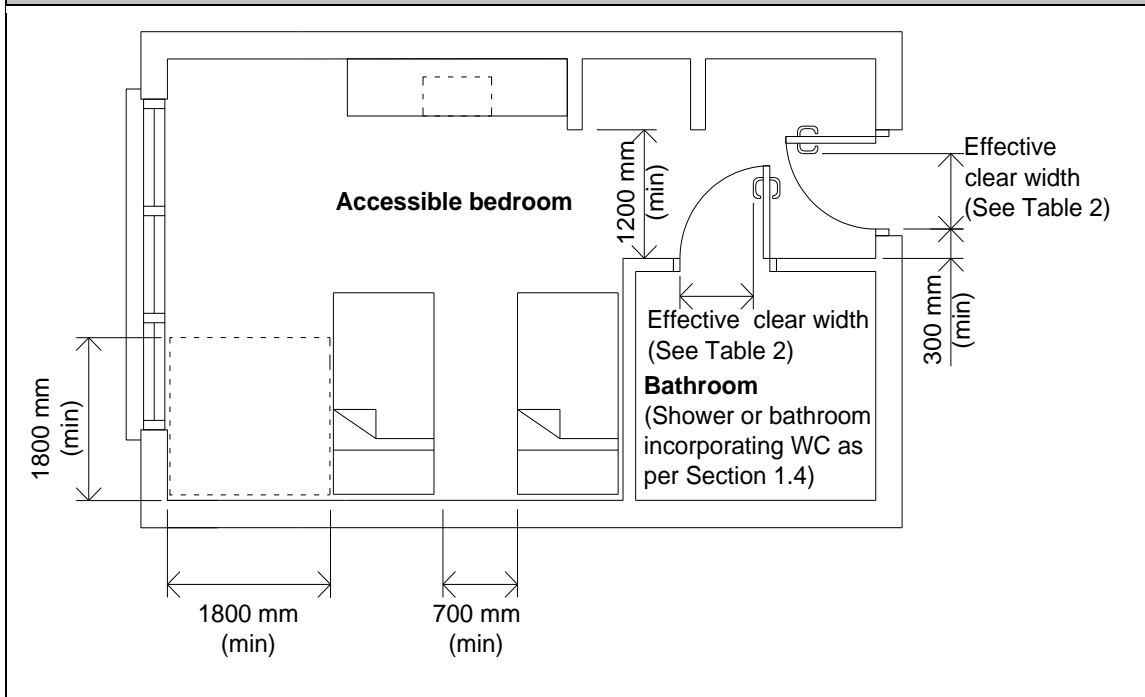 Effective
clear width
(See Table 2)
1200 mm
(min)
Accessible bedroom
300 mm
(min)
Effective clear width
(See Table 2)
Bathroom
(Shower or bathroom
incorporating WC as
per Section 1.4)
1800 mm
(min)
1800 mm
(min)
700 mm
(min)